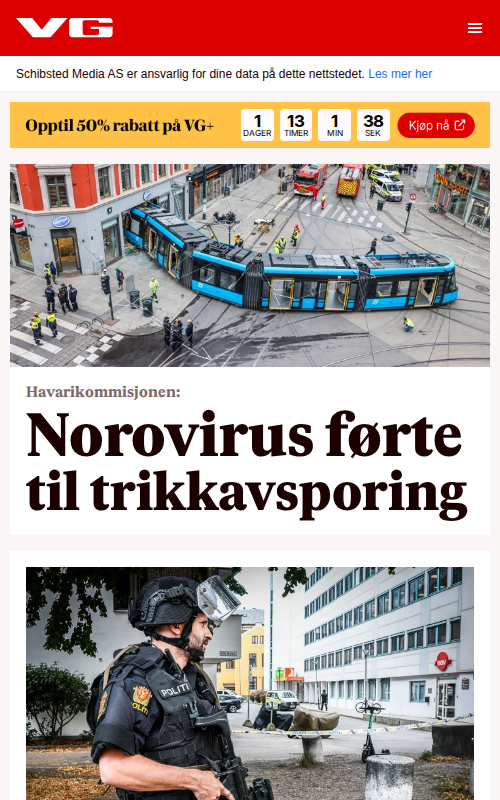 VG
Schibsted Media AS er ansvarlig for dine data på dette nettstedet. Les mer her
Opptil 50% rabatt på VG+
1 DAGER 13 TIMER 1 MIN 38 SEK
Kjøp nå
Havarikommisjonen:
Norovirus førte
til trikkavsporing
POLITI
POLITI